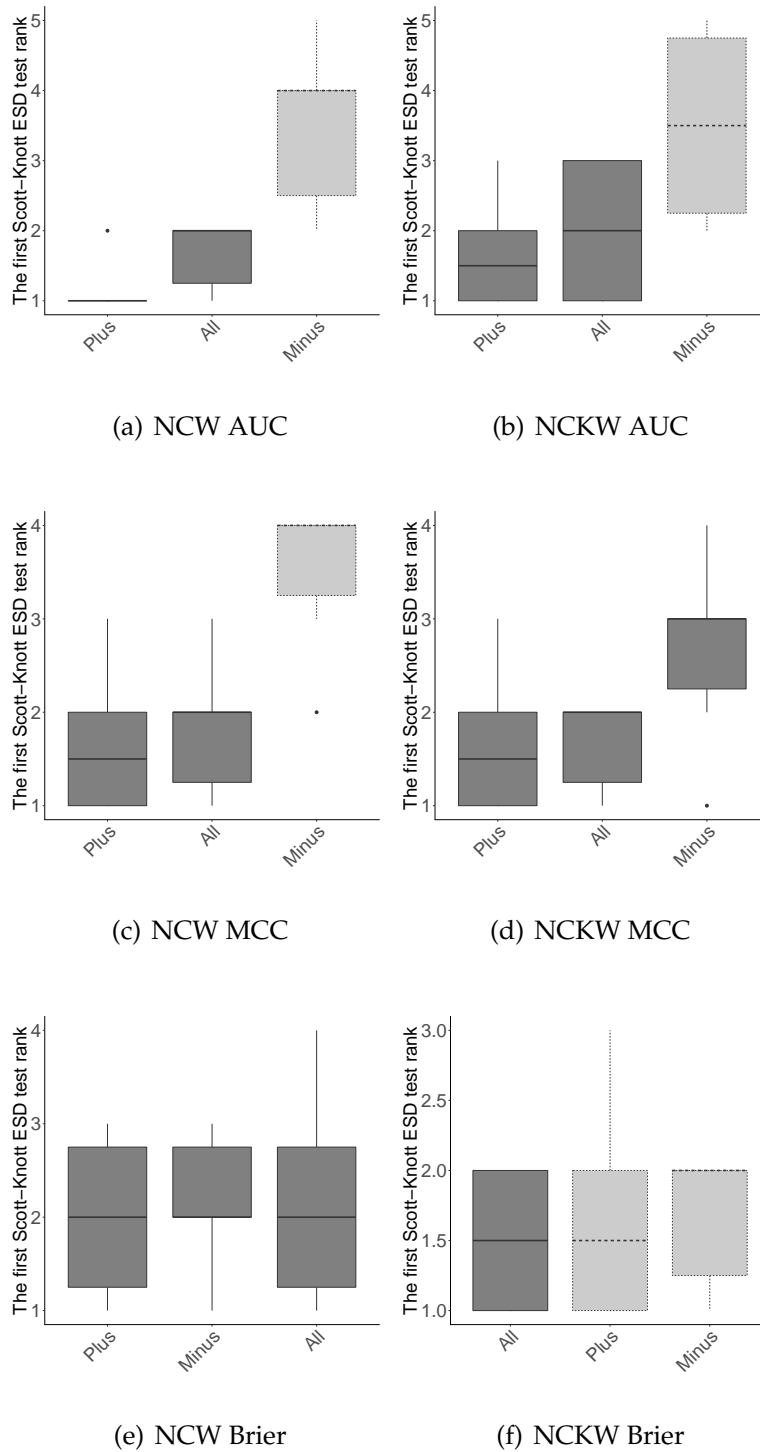 The first Scott−Knott ESD test rank
5
4
3
2
1
Plus
All
Minus
(a) NCW AUC
The first Scott−Knott ESD test rank
5
4
3
2
1
Plus
All
Minus
(b) NCKW AUC
The first Scott−Knott ESD test rank
4
3
2
1
Plus
All
Minus
(c) NCW MCC
The first Scott−Knott ESD test rank
4
3
2
1
Plus
All
Minus
(d) NCKW MCC
The first Scott−Knott ESD test rank
4
3
2
1
Plus
Minus
All
(e) NCW Brier
The first Scott−Knott ESD test rank
3.0
2.5
2.0
1.5
1.0
All
Plus
Minus
(f) NCKW Brier